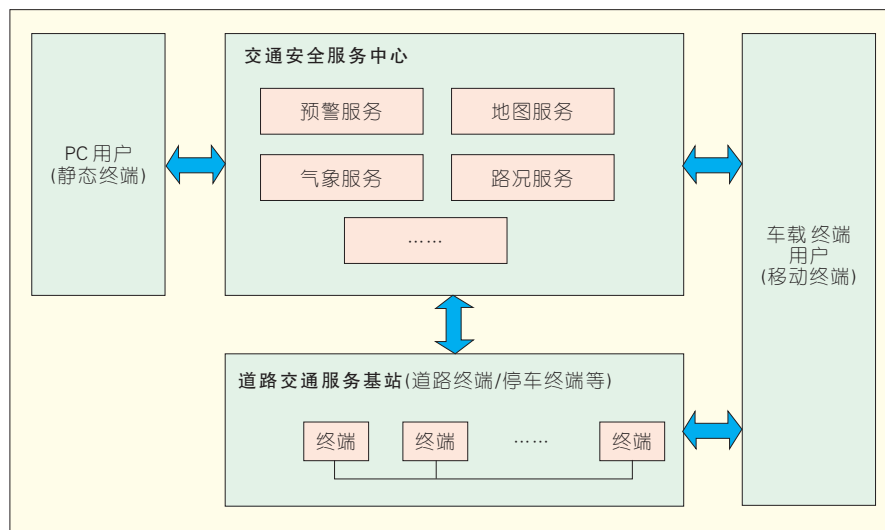 PC用户
(静态终端)
交通安全服务中心
预警服务
地图服务
气象服务
路况服务
……
车载终端
用户
(移动终端)
道路交通服务基站(道路终端/停车终端等)
终端
终端
……
终端